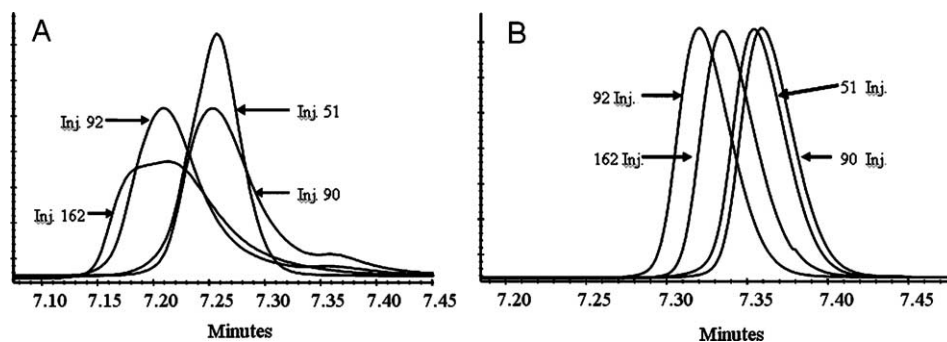 A
Inj. 92
Inj. 51
Inj. 162
Inj. 90
7.10 7.15 7.20 7.25 7.30 7.35 7.40 7.45
Minutes
B
92 Inj.
51 Inj.
162 Inj.
90 Inj.
7.20 7.25 7.30 7.35 7.40 7.45
Minutes